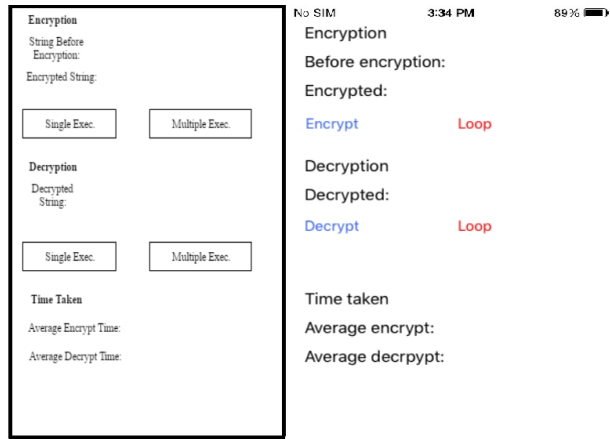 Encryption
String Before
Encryption:
Encrypted String:
Single Exec.
Multiple Exec.
Decryption
Decrypted
String:
Single Exec.
Multiple Exec.
Time Taken
Average Encrypt Time:
Average Decrypt Time:
No SIM 3:34 PM 89%
Encryption
Before encryption:
Encrypted:
Encrypt Loop
Decryption
Decrypted:
Decrypt Loop
Time taken
Average encrypt:
Average decrpypt: